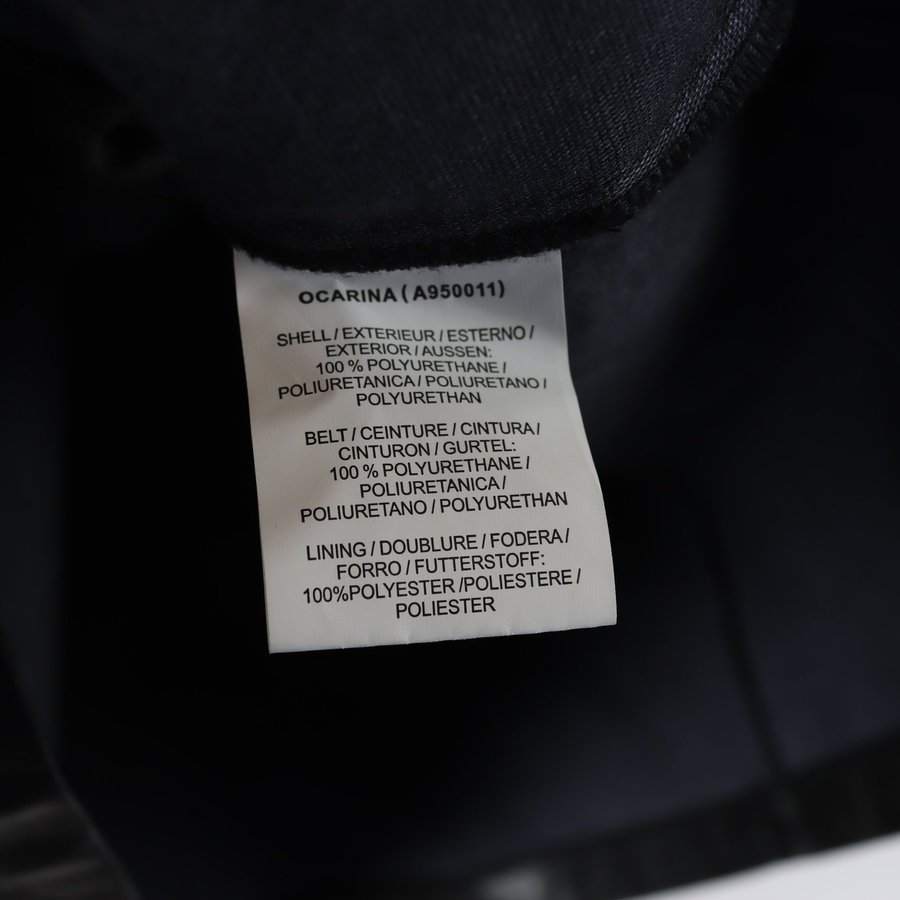 OCARINA ( A950011)
SHELL / EXTERIEUR / ESTERNO /
EXTERIOR / AUSSEN:
100 % POLYURETHANE /
POLIURETANICA / POLIURETANO /
POLYURETHAN
BELT / CEINTURE / CINTURA /
CINTURON / GURTEL:
100 % POLYURETHANE /
POLIURETANICA /
POLIURETANO / POLYURETHAN
LINING / DOUBLURE / FODERA /
FORRO / FUTTERSTOFF:
100%POLYESTER /POLIESTERE /
POLIESTER